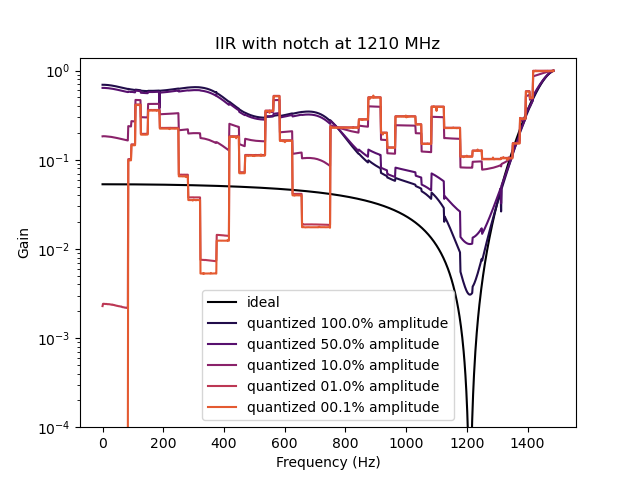 IIR with notch at 1210 MHz
Gain
10⁰
10⁻¹
10⁻²
10⁻³
10⁻⁴
ideal
quantized 100.0% amplitude
quantized 50.0% amplitude
quantized 10.0% amplitude
quantized 01.0% amplitude
quantized 00.1% amplitude
0 200 400 600 800 1000 1200 1400
Frequency (Hz)